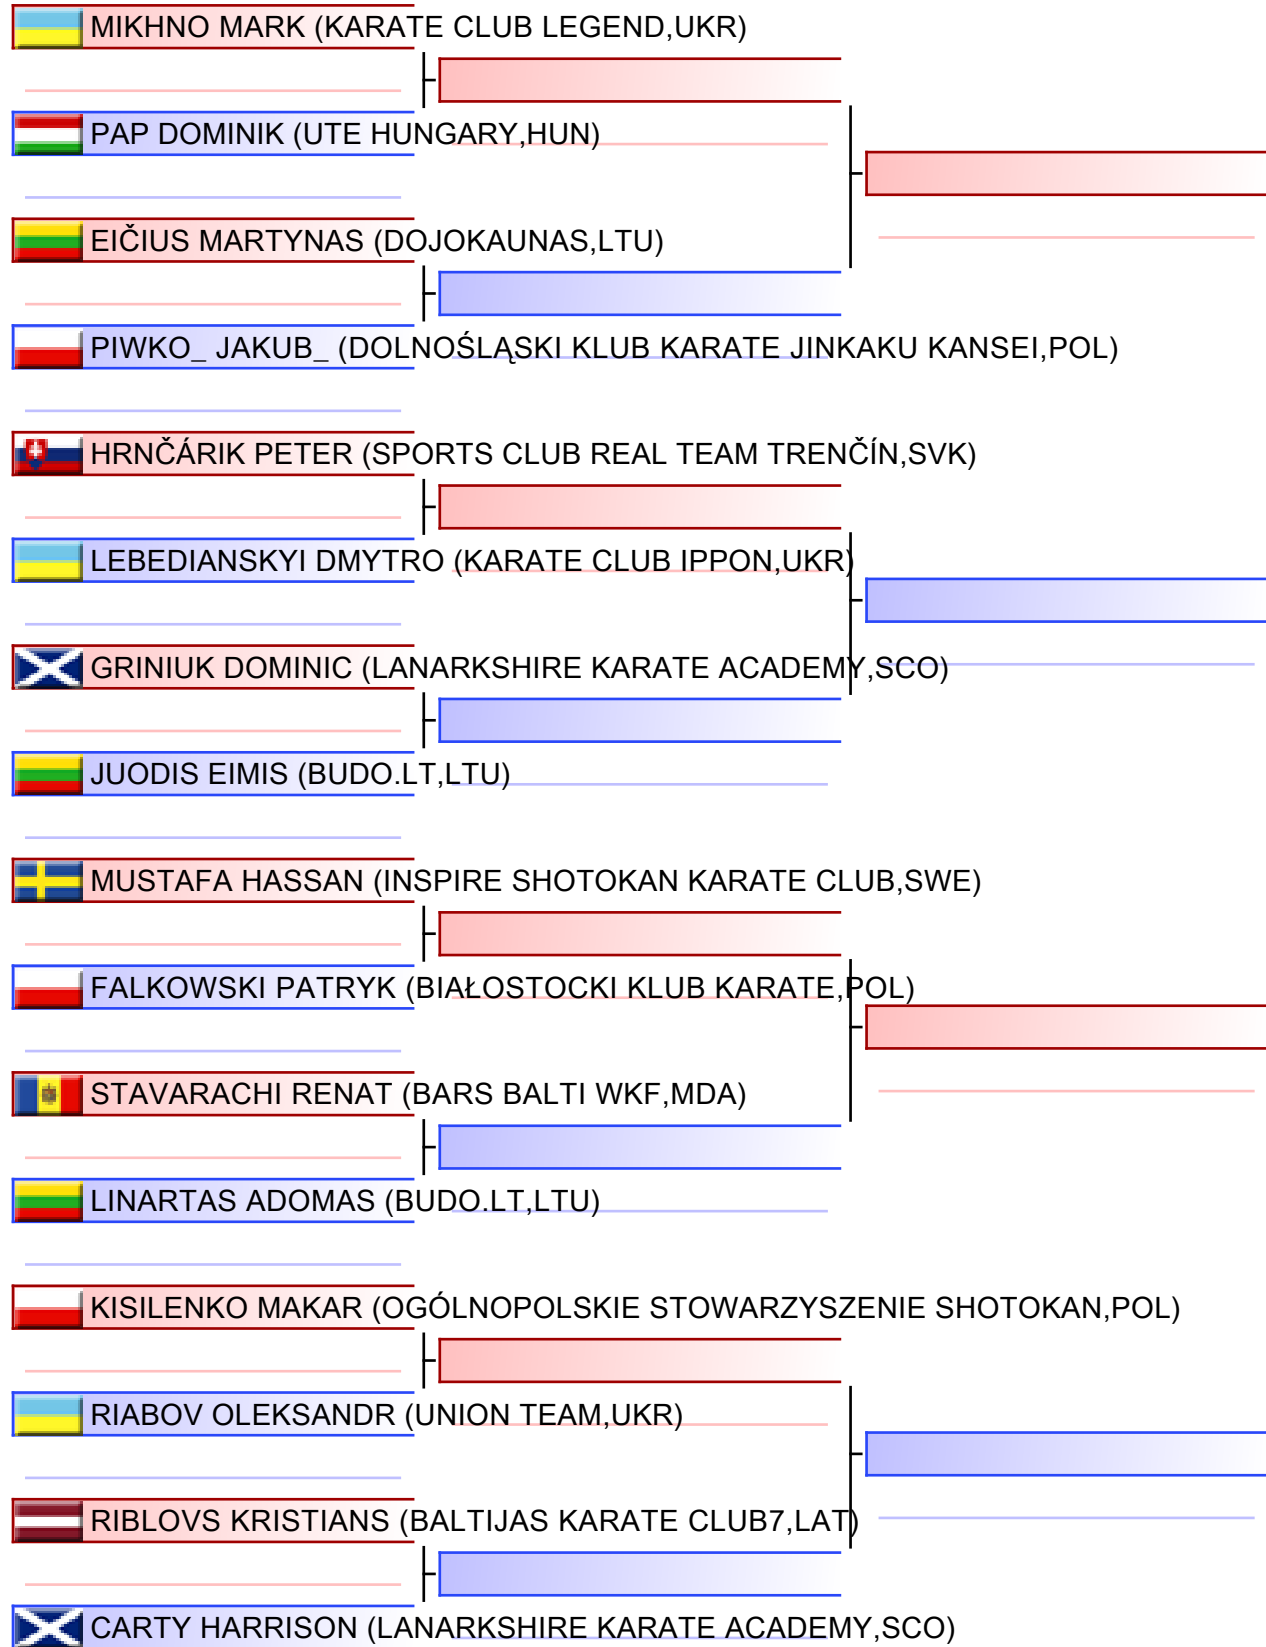 MIKHNO MARK (KARATE CLUB LEGEND,UKR)
PAP DOMINIK (UTE HUNGARY,HUN)
EIČIUS MARTYNAS (DOJOKAUNAS,LTU)
PIWKO_ JAKUB_ (DOLNOŚLĄSKI KLUB KARATE JINKAKU KANSEI,POL)
HRNČÁRIK PETER (SPORTS CLUB REAL TEAM TRENČÍN,SVK)
LEBEDIANSKYI DMYTRO (KARATE CLUB IPPON,UKR)
GRINIUK DOMINIC (LANARKSHIRE KARATE ACADEMY,SCO)
JUODIS EIMIS (BUDO.LT,LTU)
MUSTAFA HASSAN (INSPIRE SHOTOKAN KARATE CLUB,SWE)
FALKOWSKI PATRYK (BIAŁOSTOCKI KLUB KARATE,POL)
STAVARACHI RENAT (BARS BALTI WKF,MDA)
LINARTAS ADOMAS (BUDO.LT,LTU)
KISILENKO MAKAR (OGÓLNOPOLSKIE STOWARZYSZENIE SHOTOKAN,POL)
RIABOV OLEKSANDR (UNION TEAM,UKR)
RIBLOVS KRISTIANS (BALTIJAS KARATE CLUB7,LAT)
CARTY HARRISON (LANARKSHIRE KARATE ACADEMY,SCO)